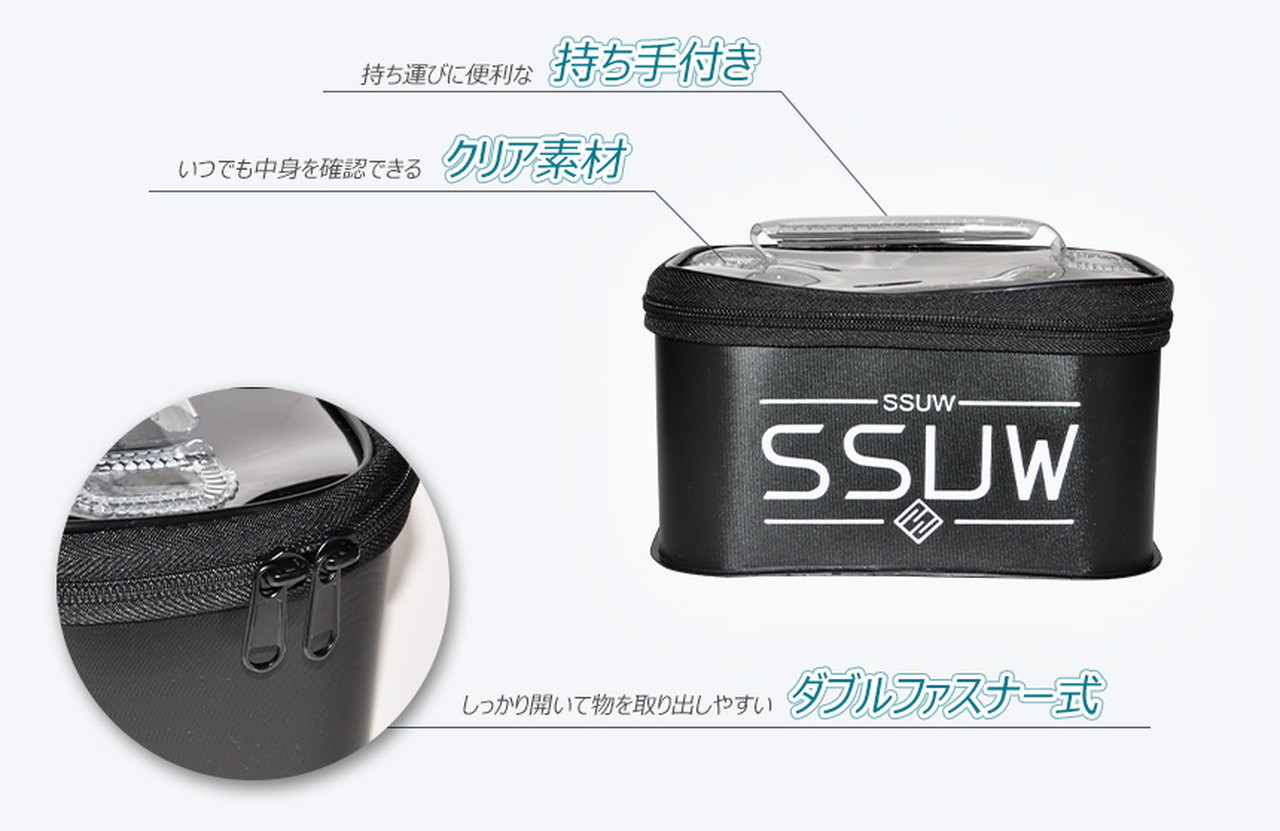 持ち運びに便利な 持ち手付き
いつでも中身を確認できる クリア素材
SSUW
SSUW
しっかり開いて物を取り出しやすい ダブルファスナー式